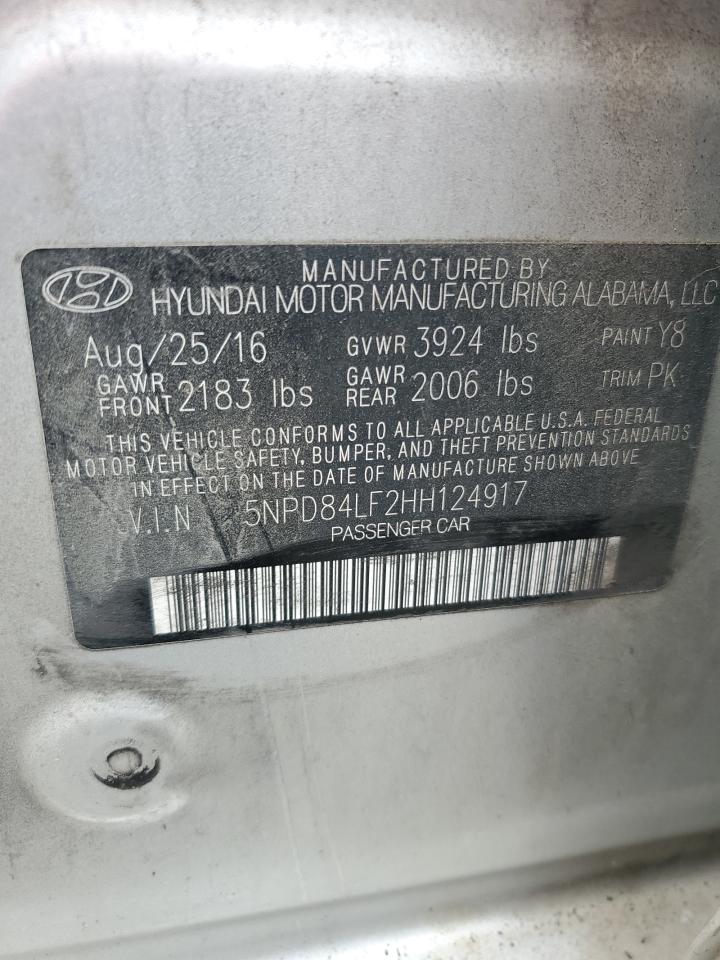 MANUFACTURED BY
HYUNDAI MOTOR MANUFACTURING ALABAMA, LLC
Aug/25/16 GVWR 3924 lbs PAINT Y8
GAWR FRONT 2183 lbs GAWR REAR 2006 lbs TRIM PK
THIS VEHICLE CONFORMS TO ALL APPLICABLE U.S.A. FEDERAL
MOTOR VEHICLE SAFETY, BUMPER, AND THEFT PREVENTION STANDARDS
IN EFFECT ON THE DATE OF MANUFACTURE SHOWN ABOVE
V.I.N 5NPD84LF2HH124917
PASSENGER CAR